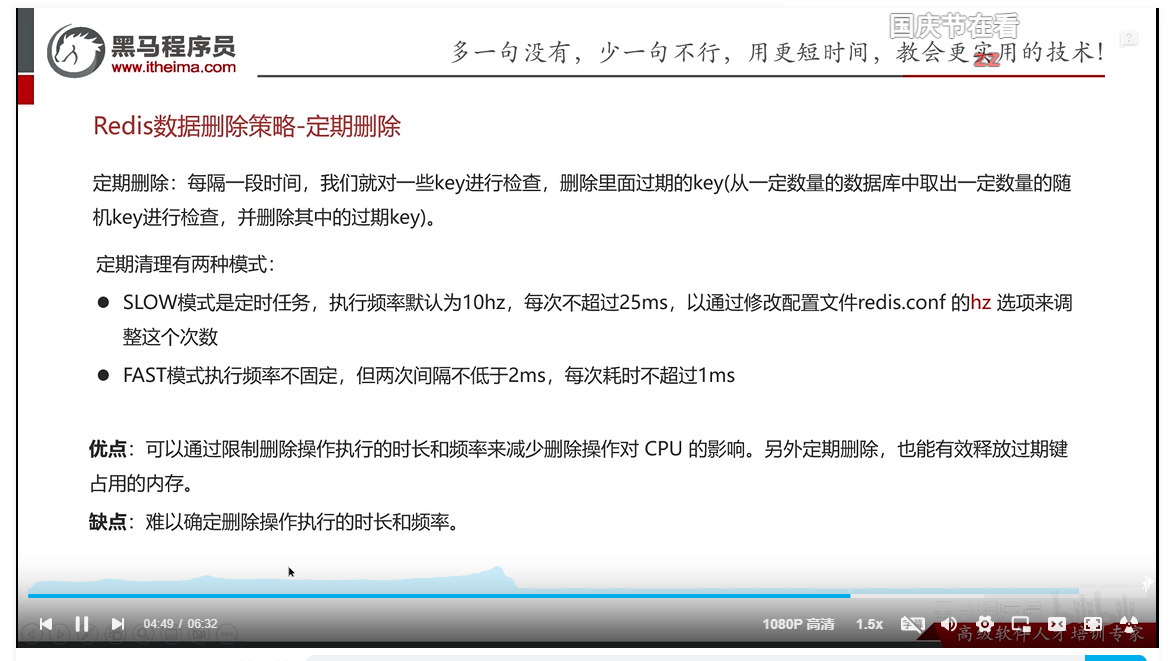 国庆节在看
黑马程序员
www.itheima.com
多一句没有，少一句不行，用更短时间，教会更实用的技术！
zz
Redis数据删除策略-定期删除
定期删除：每隔一段时间，我们就对一些key进行检查，删除里面过期的key(从一定数量的数据库中取出一定数量的随
机key进行检查，并删除其中的过期key)。
定期清理有两种模式：
● SLOW模式是定时任务，执行频率默认为10hz，每次不超过25ms，以通过修改配置文件redis.conf 的hz 选项来调
整这个次数
● FAST模式执行频率不固定，但两次间隔不低于2ms，每次耗时不超过1ms
优点：可以通过限制删除操作执行的时长和频率来减少删除操作对 CPU 的影响。另外定期删除，也能有效释放过期键
占用的内存。
缺点：难以确定删除操作执行的时长和频率。
04:49 / 06:32
1080P 高清
1.5x
高级软件人才培训专家